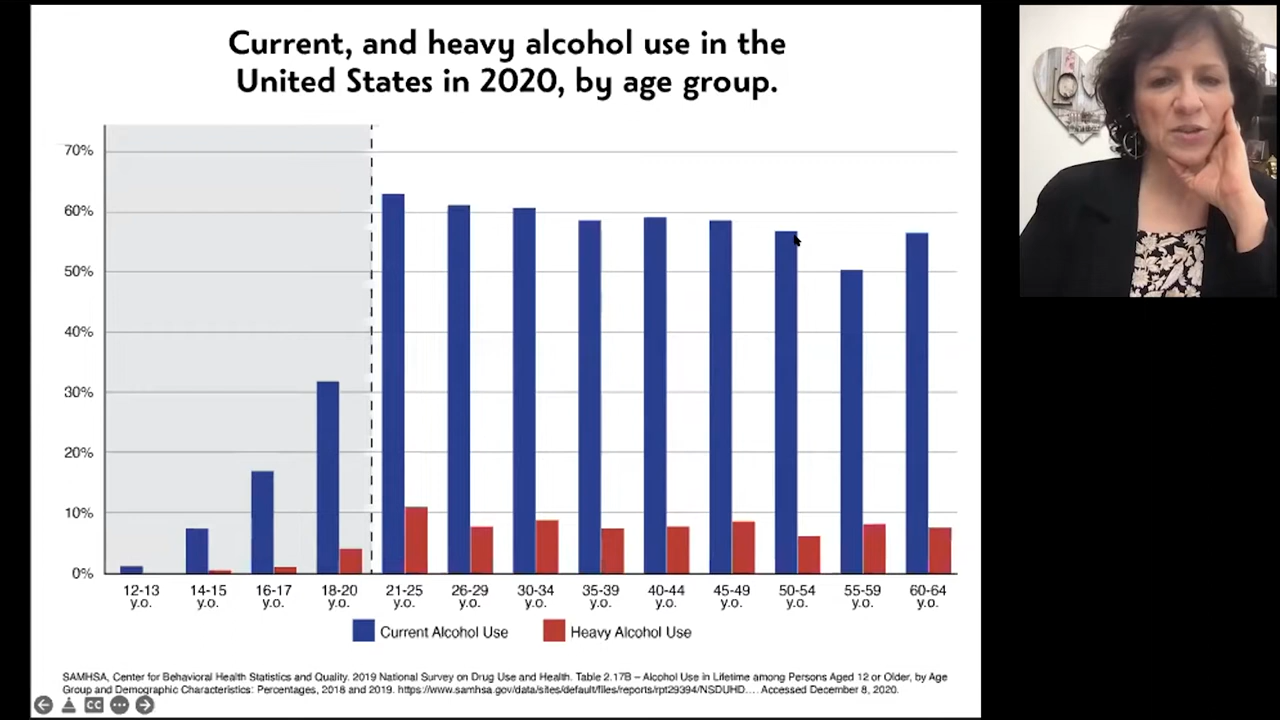 Current, and heavy alcohol use in the
United States in 2020, by age group.
70%
60%
50%
40%
30%
20%
10%
0%
12-13 14-15 16-17 18-20 21-25 26-29 30-34 35-39 40-44 45-49 50-54 55-59 60-64
y.o. y.o. y.o. y.o. y.o. y.o. y.o. y.o. y.o. y.o. y.o. y.o. y.o.
Current Alcohol Use Heavy Alcohol Use
SAMHSA, Center for Behavioral Health Statistics and Quality. 2019 National Survey on Drug Use and Health. Table 2.17B – Alcohol Use in Lifetime among Persons Aged 12 or Older, by Age
Group and Demographic Characteristics: Percentages, 2018 and 2019. https://www.samhsa.gov/data/sites/default/files/reports/rpt29394/NSDUHD.... Accessed December 8, 2020.
CC